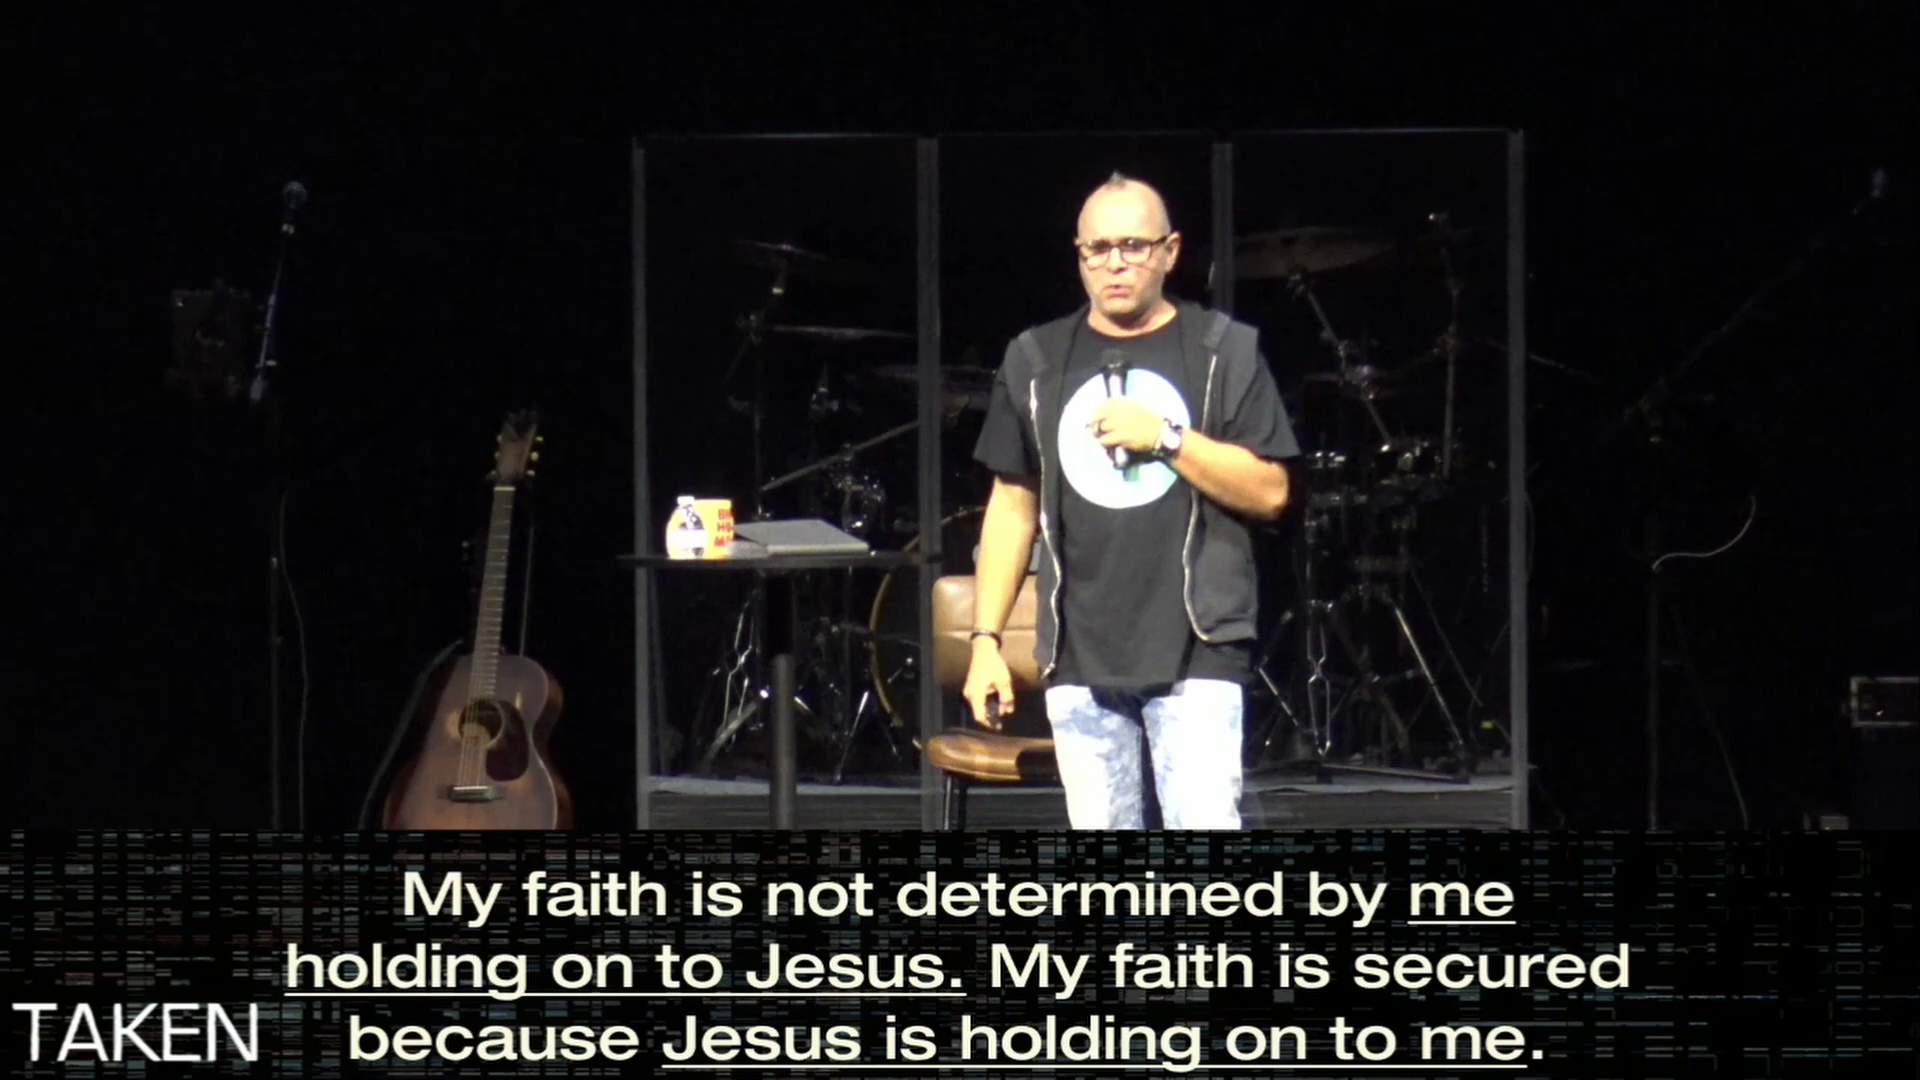 My faith is not determined by me
holding on to Jesus. My faith is secured
because Jesus is holding on to me.
TAKEN